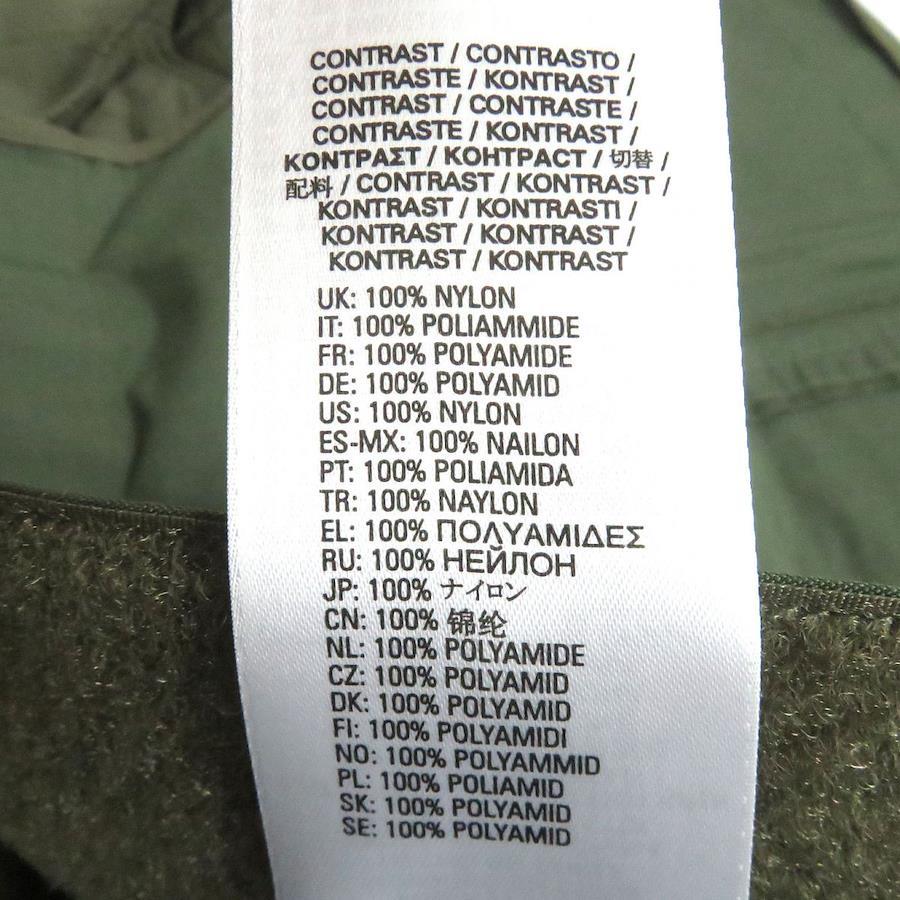 CONTRAST / CONTRASTO /
CONTRASTE / KONTRAST /
CONTRAST / CONTRASTE /
CONTRASTE / KONTRAST /
ΚΟΝΤΡΑΣΤ / КОНТРАСТ / 切替 /
配料 / CONTRAST / KONTRAST /
KONTRAST / KONTRASTI /
KONTRAST / KONTRAST /
KONTRAST / KONTRAST
UK: 100% NYLON
IT: 100% POLIAMMIDE
FR: 100% POLYAMIDE
DE: 100% POLYAMID
US: 100% NYLON
ES-MX: 100% NAILON
PT: 100% POLIAMIDA
TR: 100% NAYLON
EL: 100% ΠΟΛΥΑΜΙΔΕΣ
RU: 100% НЕЙЛОН
JP: 100% ナイロン
CN: 100% 锦纶
NL: 100% POLYAMIDE
CZ: 100% POLYAMID
DK: 100% POLYAMID
FI: 100% POLYAMIDI
NO: 100% POLYAMMID
PL: 100% POLIAMID
SK: 100% POLYAMID
SE: 100% POLYAMID